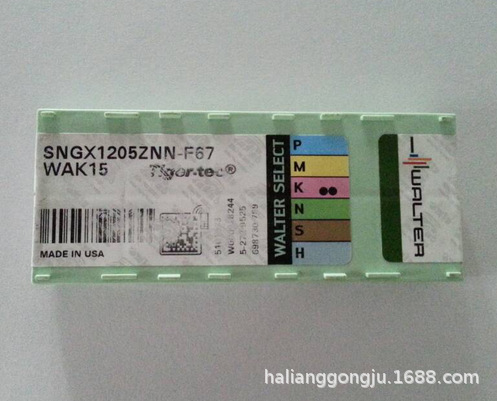 SNGX1205ZNN-F67
WAK15 Tiger-tec®
MADE IN USA
WALTER SELECT
P
M
K
N
S
H
WALTER
halianggongju.1688.com